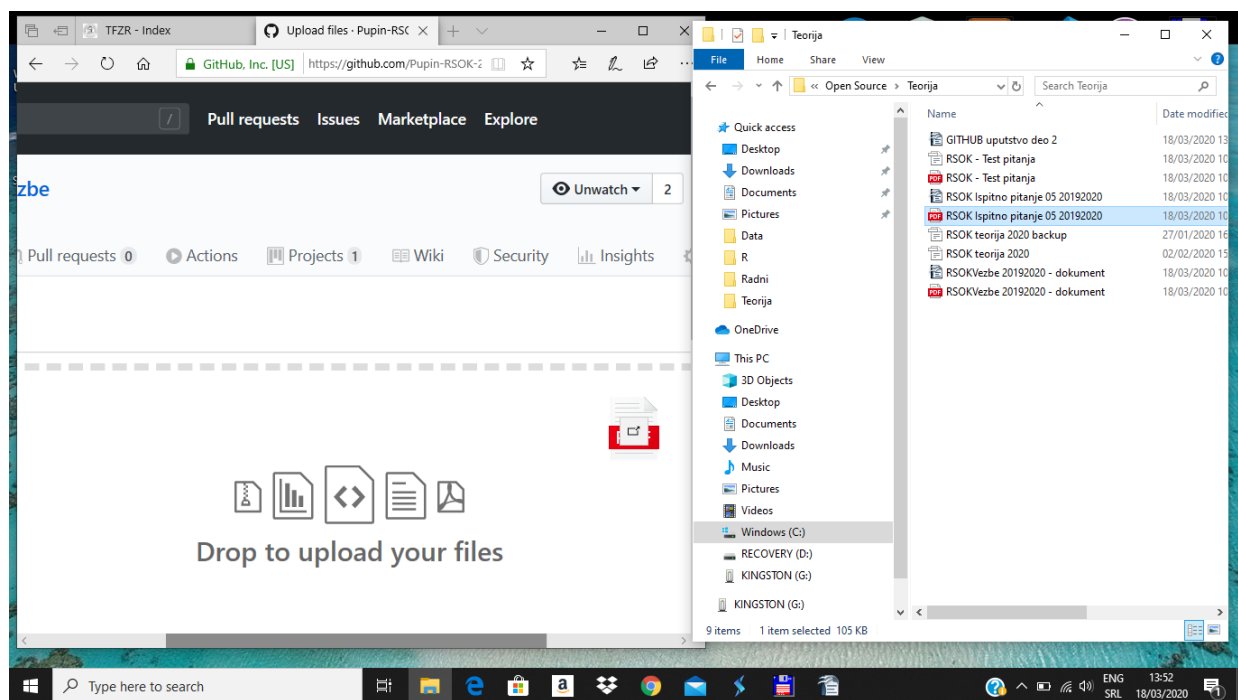 TFZR - Index
Upload files · Pupin-RSC
GitHub, Inc. [US] https://github.com/Pupin-RSOK-2
/ Pull requests Issues Marketplace Explore
zbe
Unwatch 2
Pull requests 0 Actions Projects 1 Wiki Security Insights
Drop to upload your files
Teorija
File Home Share View
« Open Source › Teorija
Search Teorija
Quick access
Desktop
Downloads
Documents
Pictures
Data
R
Radni
Teorija
OneDrive
This PC
3D Objects
Desktop
Documents
Downloads
Music
Pictures
Videos
Windows (C:)
RECOVERY (D:)
KINGSTON (G:)
KINGSTON (G:)
Name Date modified
GITHUB uputstvo deo 2 18/03/2020 13
RSOK - Test pitanja 18/03/2020 10
PDF RSOK - Test pitanja 18/03/2020 10
RSOK Ispitno pitanje 05 20192020 18/03/2020 10
PDF RSOK Ispitno pitanje 05 20192020 18/03/2020 10
RSOK teorija 2020 backup 27/01/2020 16
RSOK teorija 2020 02/02/2020 15
RSOKVezbe 20192020 - dokument 18/03/2020 10
PDF RSOKVezbe 20192020 - dokument 18/03/2020 10
9 items 1 item selected 105 KB
Type here to search
a
ENG 13:52
SRL 18/03/2020